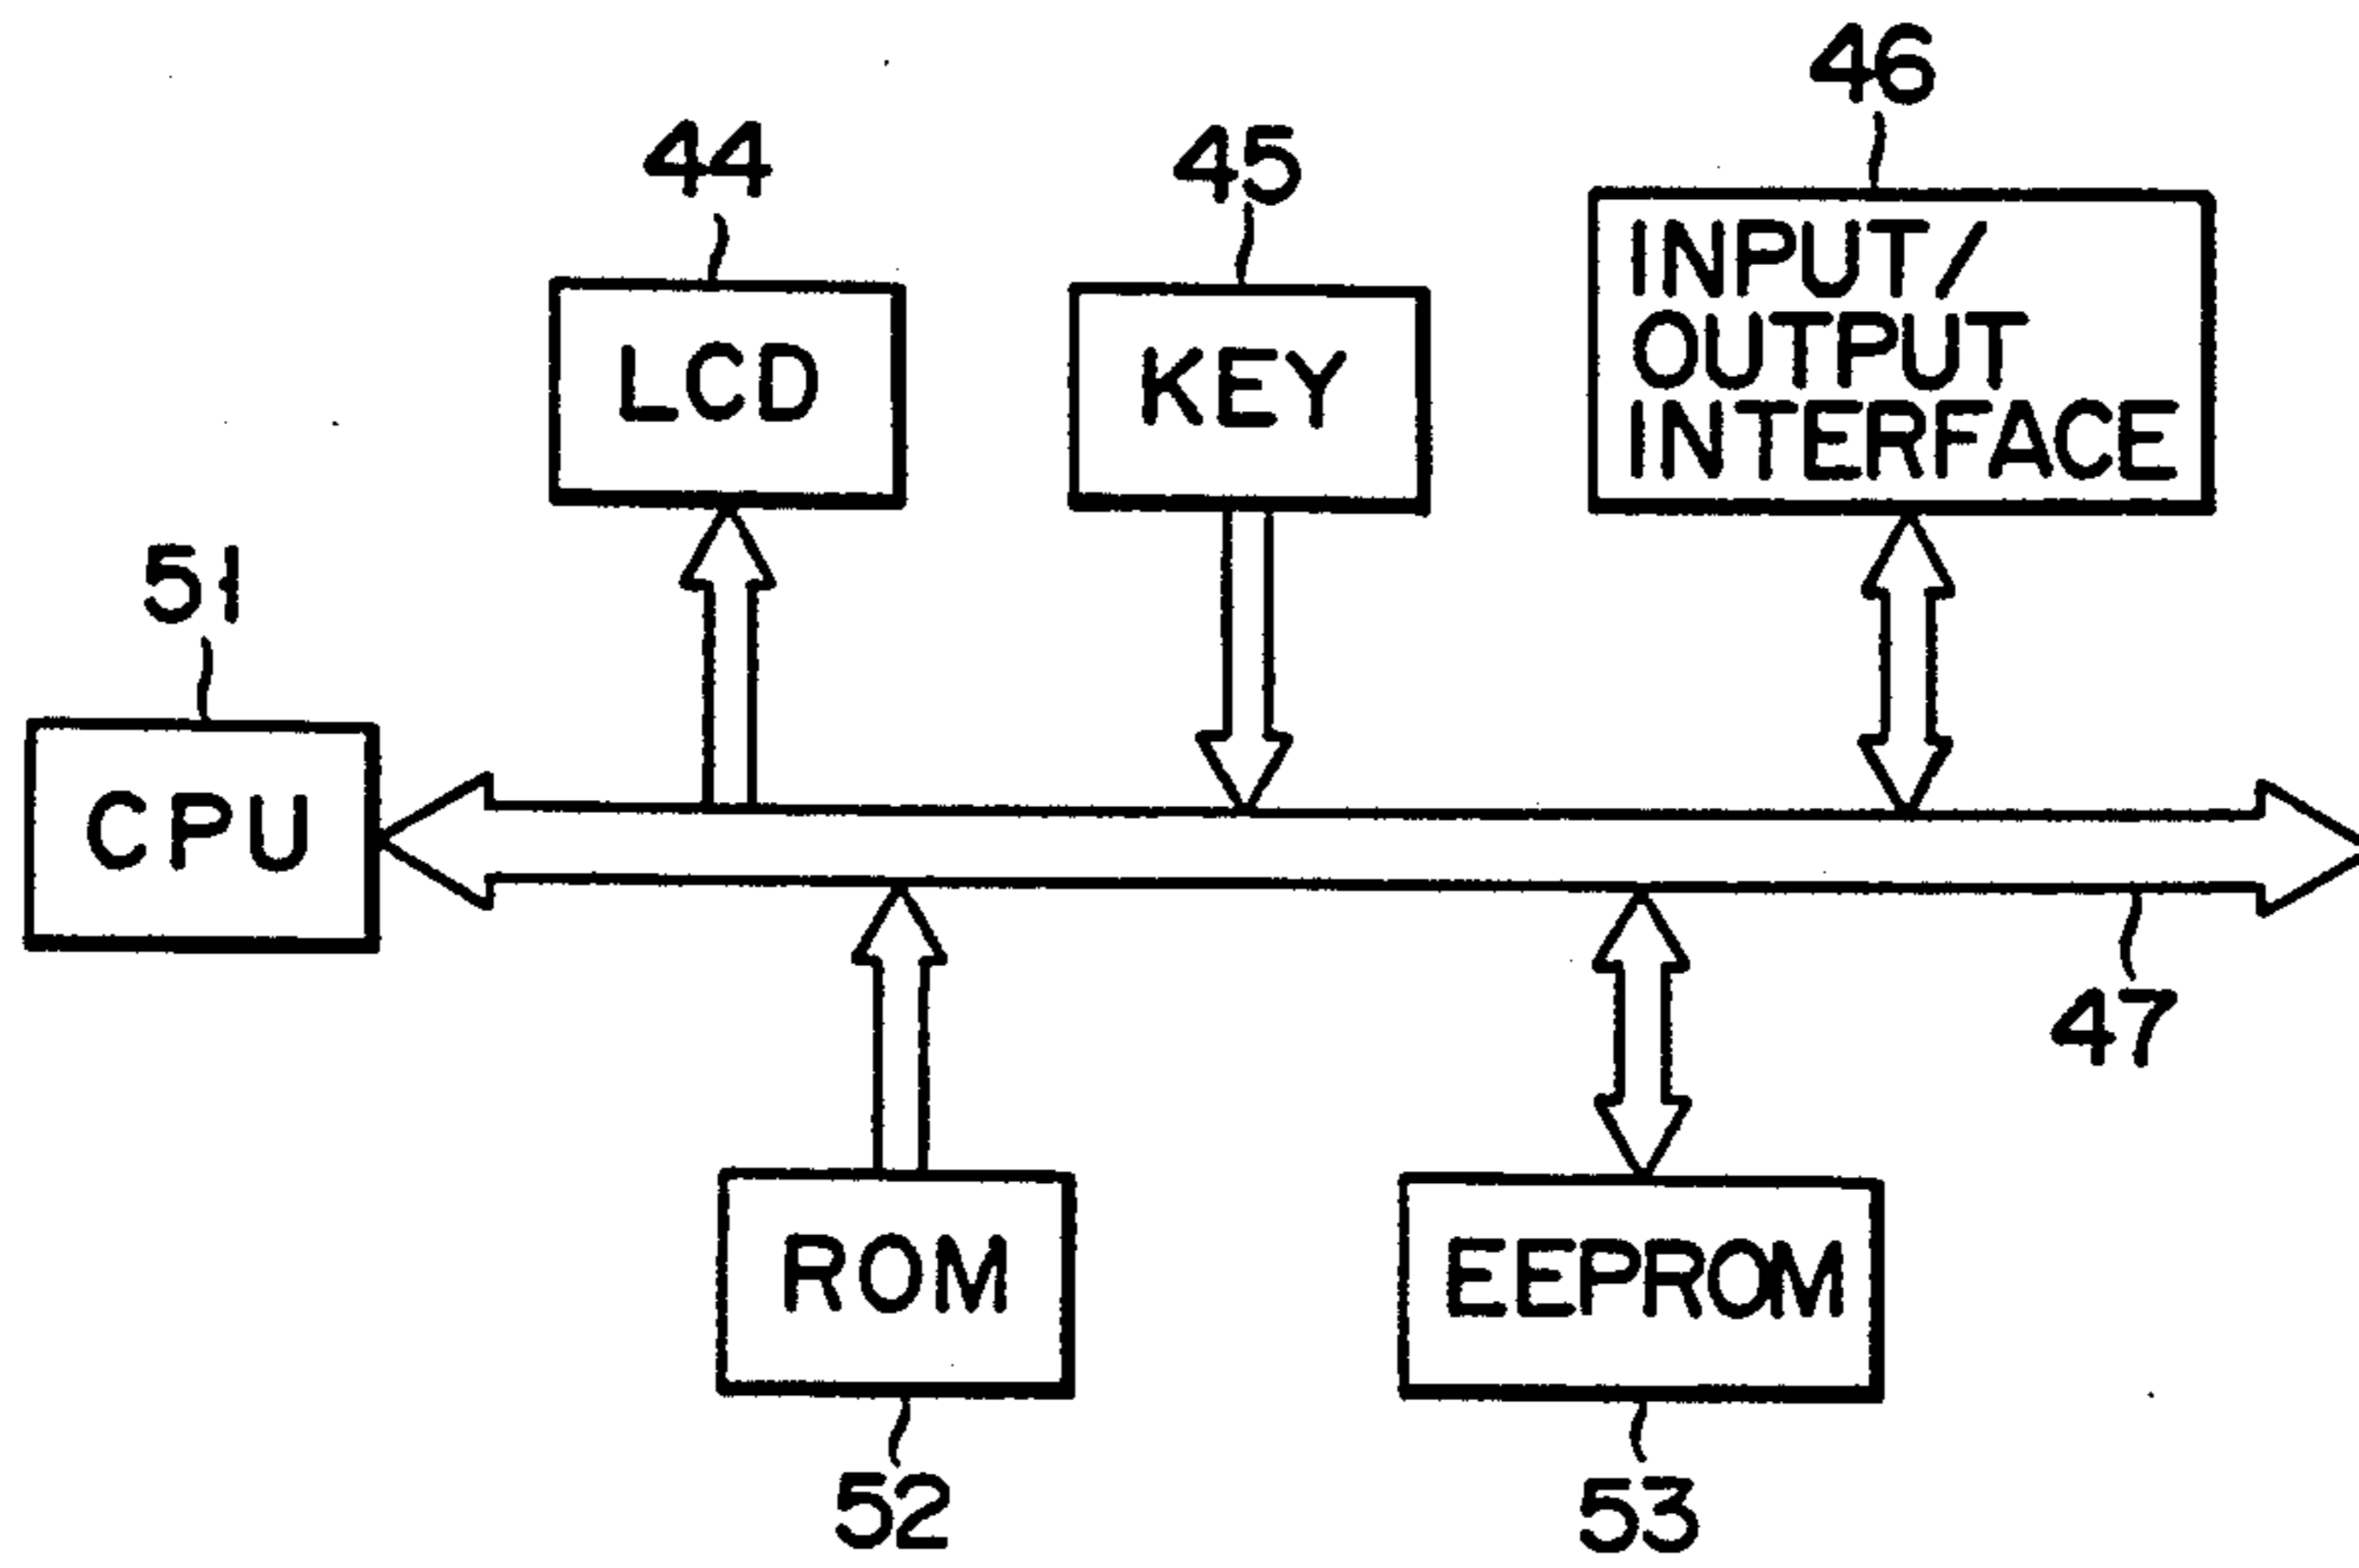 46
44
45
INPUT/
OUTPUT
INTERFACE
LCD
KEY
51
CPU
47
ROM
EEPROM
52
53